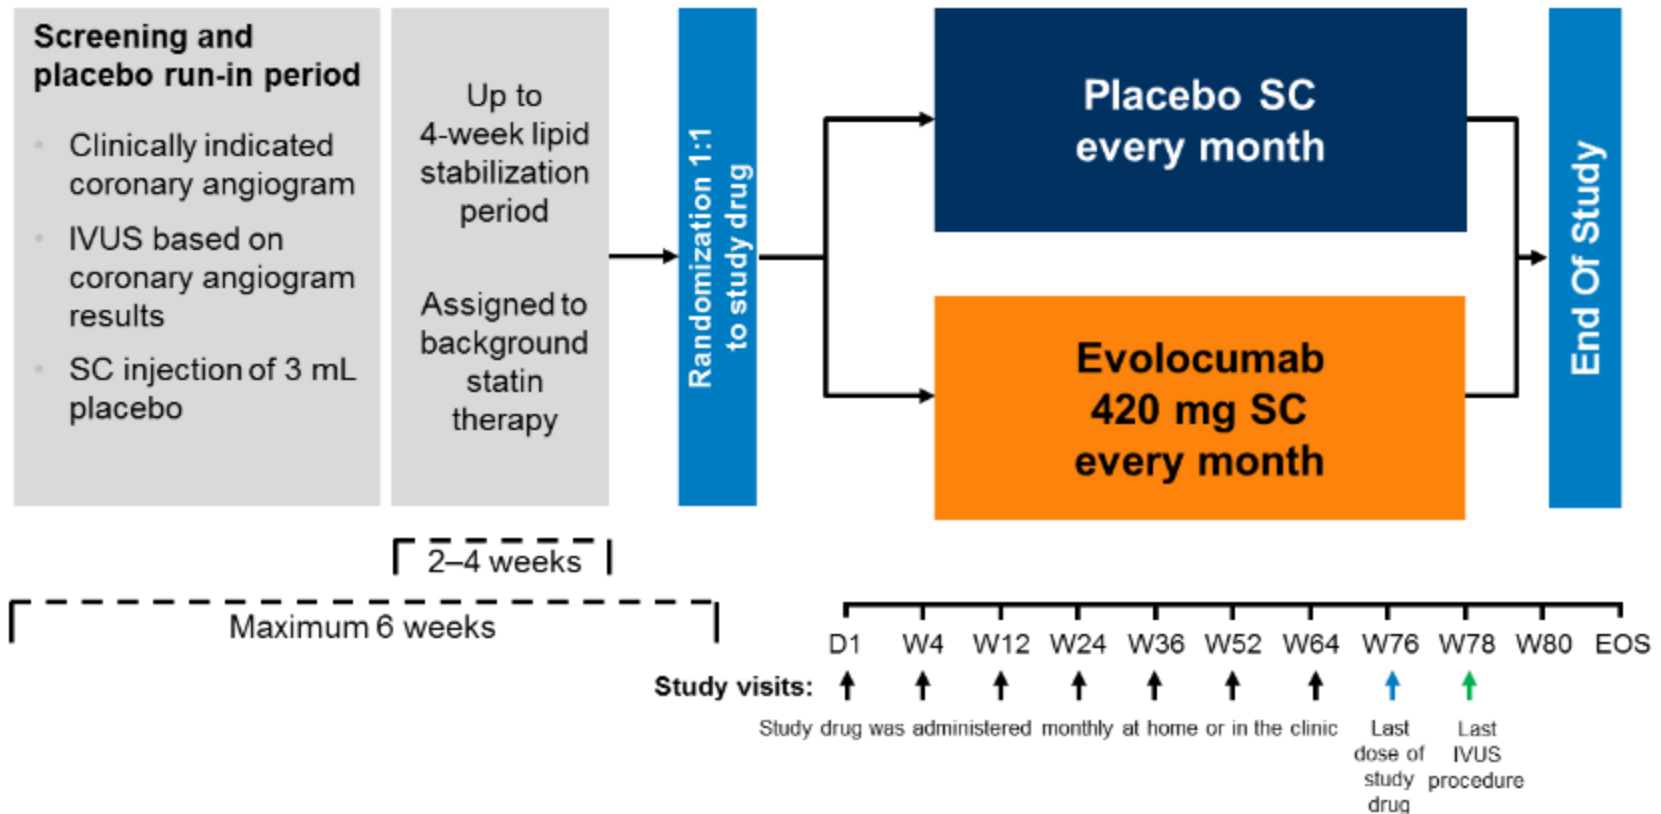 Screening and
placebo run-in period
• Clinically indicated
coronary angiogram
• IVUS based on
coronary angiogram
results
• SC injection of 3 mL
placebo
Up to
4-week lipid
stabilization
period
Assigned to
background
statin
therapy
Randomization 1:1
to study drug
Placebo SC
every month
Evolocumab
420 mg SC
every month
End Of Study
2–4 weeks
Maximum 6 weeks
D1 W4 W12 W24 W36 W52 W64 W76 W78 W80 EOS
Study visits:
Study drug was administered monthly at home or in the clinic
Last
dose of
study
drug
Last
IVUS
procedure